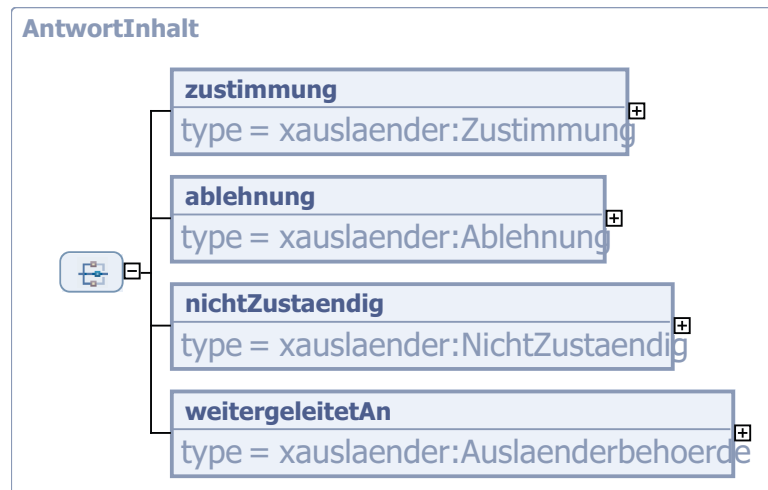 AntwortInhalt
zustimmung
type = xauslaender:Zustimmung
ablehnung
type = xauslaender:Ablehnung
nichtZustaendig
type = xauslaender:NichtZustaendig
weitergeleitetAn
type = xauslaender:Auslaenderbehoerde